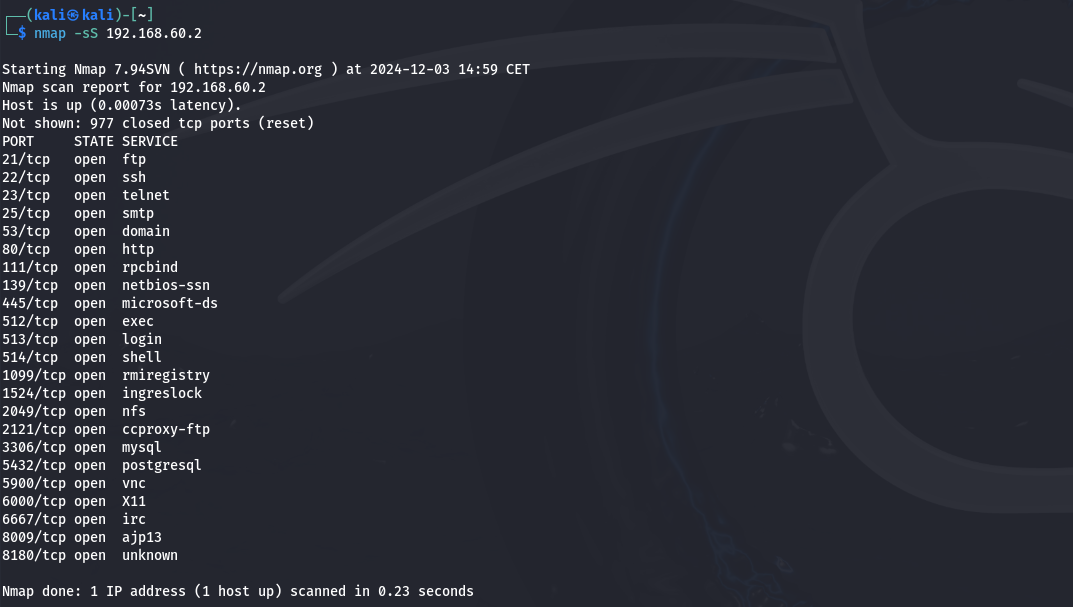 ┌──(kali㉿kali)-[~]
└─$ nmap -sS 192.168.60.2
Starting Nmap 7.94SVN ( https://nmap.org ) at 2024-12-03 14:59 CET
Nmap scan report for 192.168.60.2
Host is up (0.00073s latency).
Not shown: 977 closed tcp ports (reset)
PORT     STATE SERVICE
21/tcp   open  ftp
22/tcp   open  ssh
23/tcp   open  telnet
25/tcp   open  smtp
53/tcp   open  domain
80/tcp   open  http
111/tcp  open  rpcbind
139/tcp  open  netbios-ssn
445/tcp  open  microsoft-ds
512/tcp  open  exec
513/tcp  open  login
514/tcp  open  shell
1099/tcp open  rmiregistry
1524/tcp open  ingreslock
2049/tcp open  nfs
2121/tcp open  ccproxy-ftp
3306/tcp open  mysql
5432/tcp open  postgresql
5900/tcp open  vnc
6000/tcp open  X11
6667/tcp open  irc
8009/tcp open  ajp13
8180/tcp open  unknown
Nmap done: 1 IP address (1 host up) scanned in 0.23 seconds